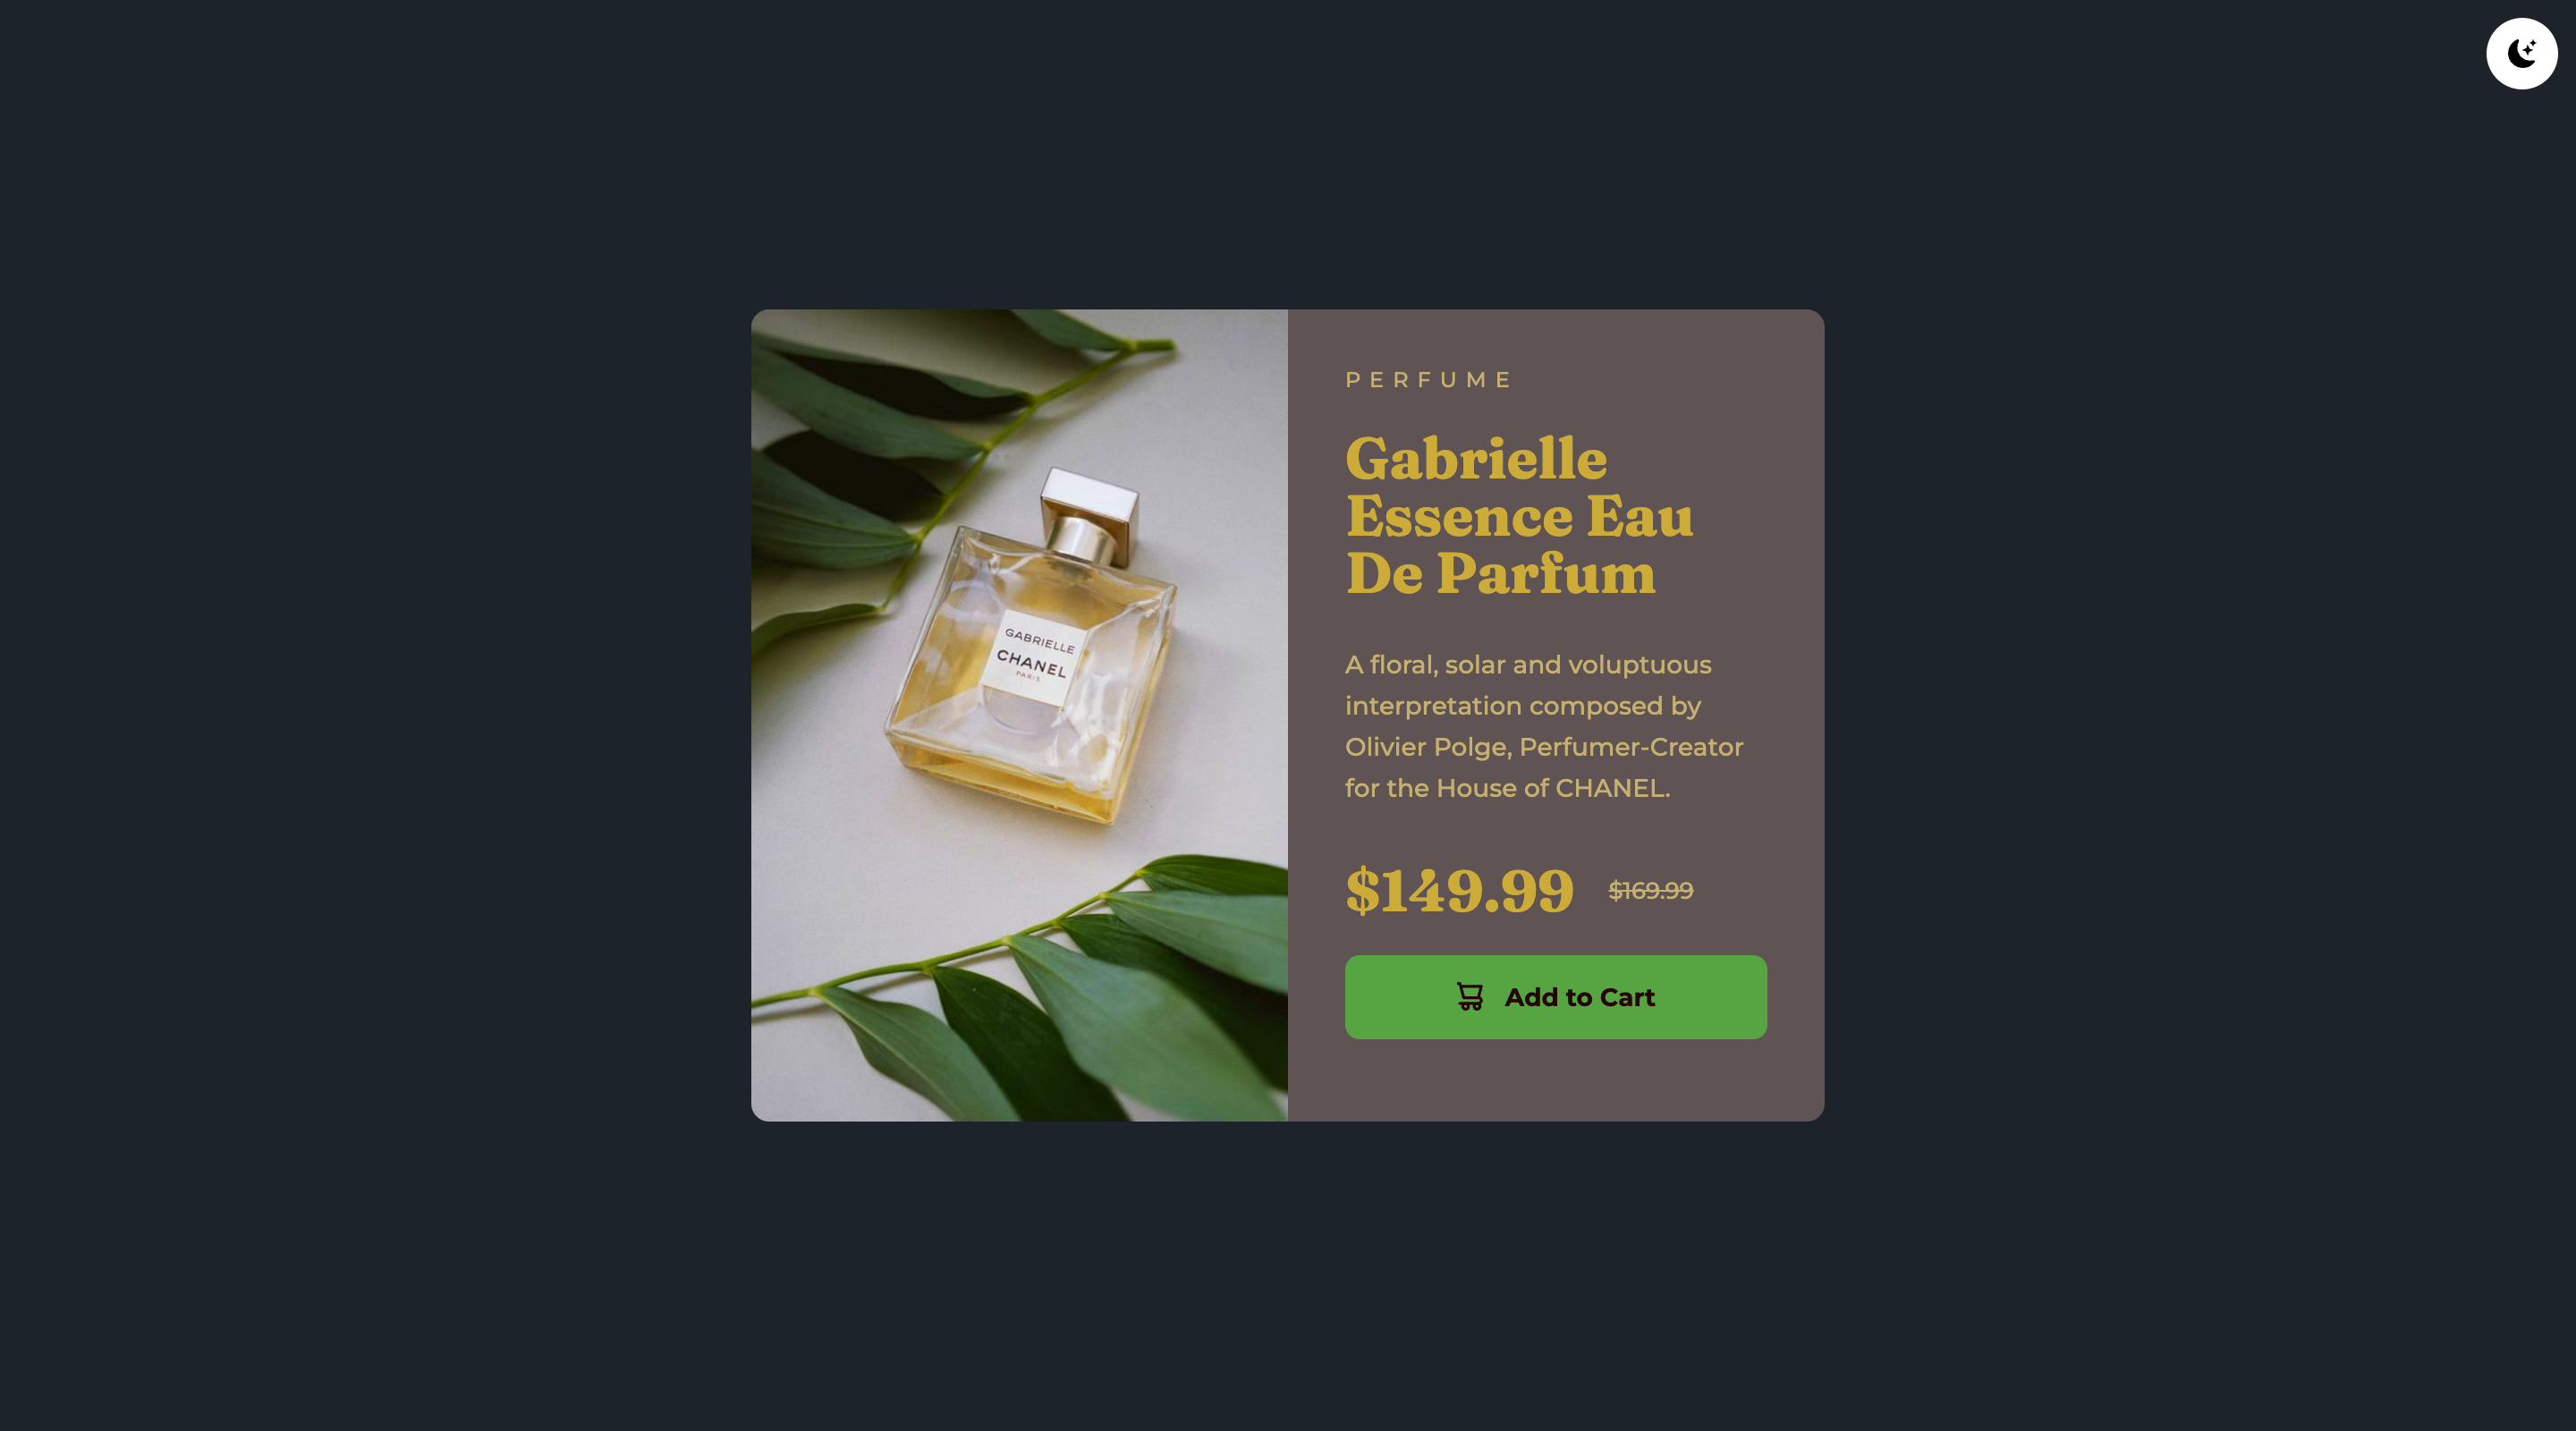 PERFUME
Gabrielle
Essence Eau
De Parfum
A floral, solar and voluptuous
interpretation composed by
Olivier Polge, Perfumer-Creator
for the House of CHANEL.
$149.99 $169.99
Add to Cart
GABRIELLE
CHANEL
PARIS